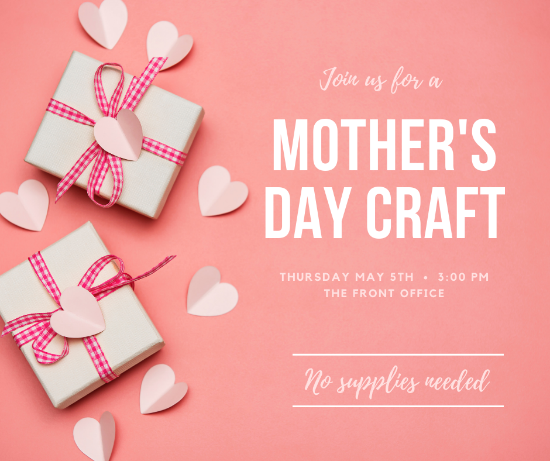 Join us for a
MOTHER'S
DAY CRAFT
THURSDAY MAY 5TH • 3:00 PM
THE FRONT OFFICE
No supplies needed